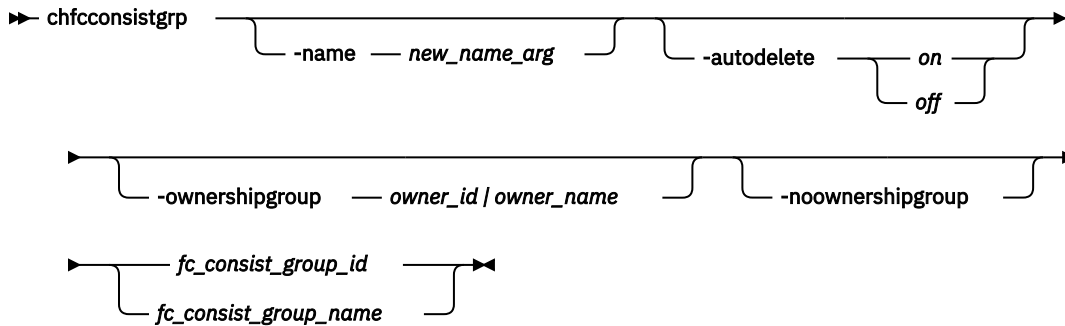 chfcconsistgrp
-name new_name_arg -autodelete on
off
-ownershipgroup owner_id | owner_name -noownershipgroup
fc_consist_group_id
fc_consist_group_name